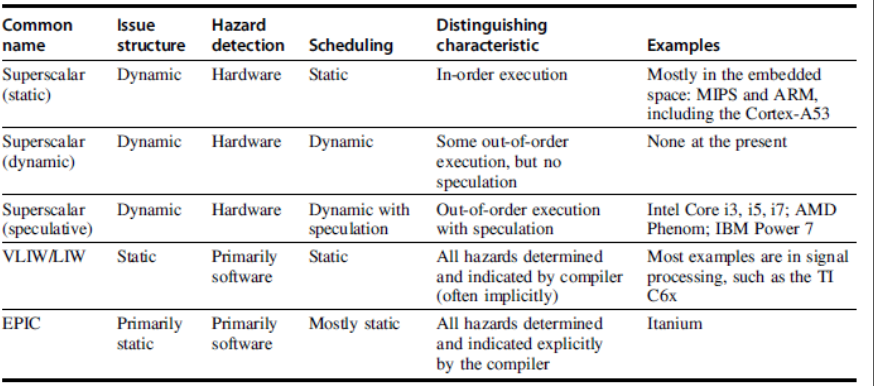 Common name | Issue structure | Hazard detection | Scheduling | Distinguishing characteristic | Examples
Superscalar (static) | Dynamic | Hardware | Static | In-order execution | Mostly in the embedded space: MIPS and ARM, including the Cortex-A53
Superscalar (dynamic) | Dynamic | Hardware | Dynamic | Some out-of-order execution, but no speculation | None at the present
Superscalar (speculative) | Dynamic | Hardware | Dynamic with speculation | Out-of-order execution with speculation | Intel Core i3, i5, i7; AMD Phenom; IBM Power 7
VLIW/LIW | Static | Primarily software | Static | All hazards determined and indicated by compiler (often implicitly) | Most examples are in signal processing, such as the TI C6x
EPIC | Primarily static | Primarily software | Mostly static | All hazards determined and indicated explicitly by the compiler | Itanium